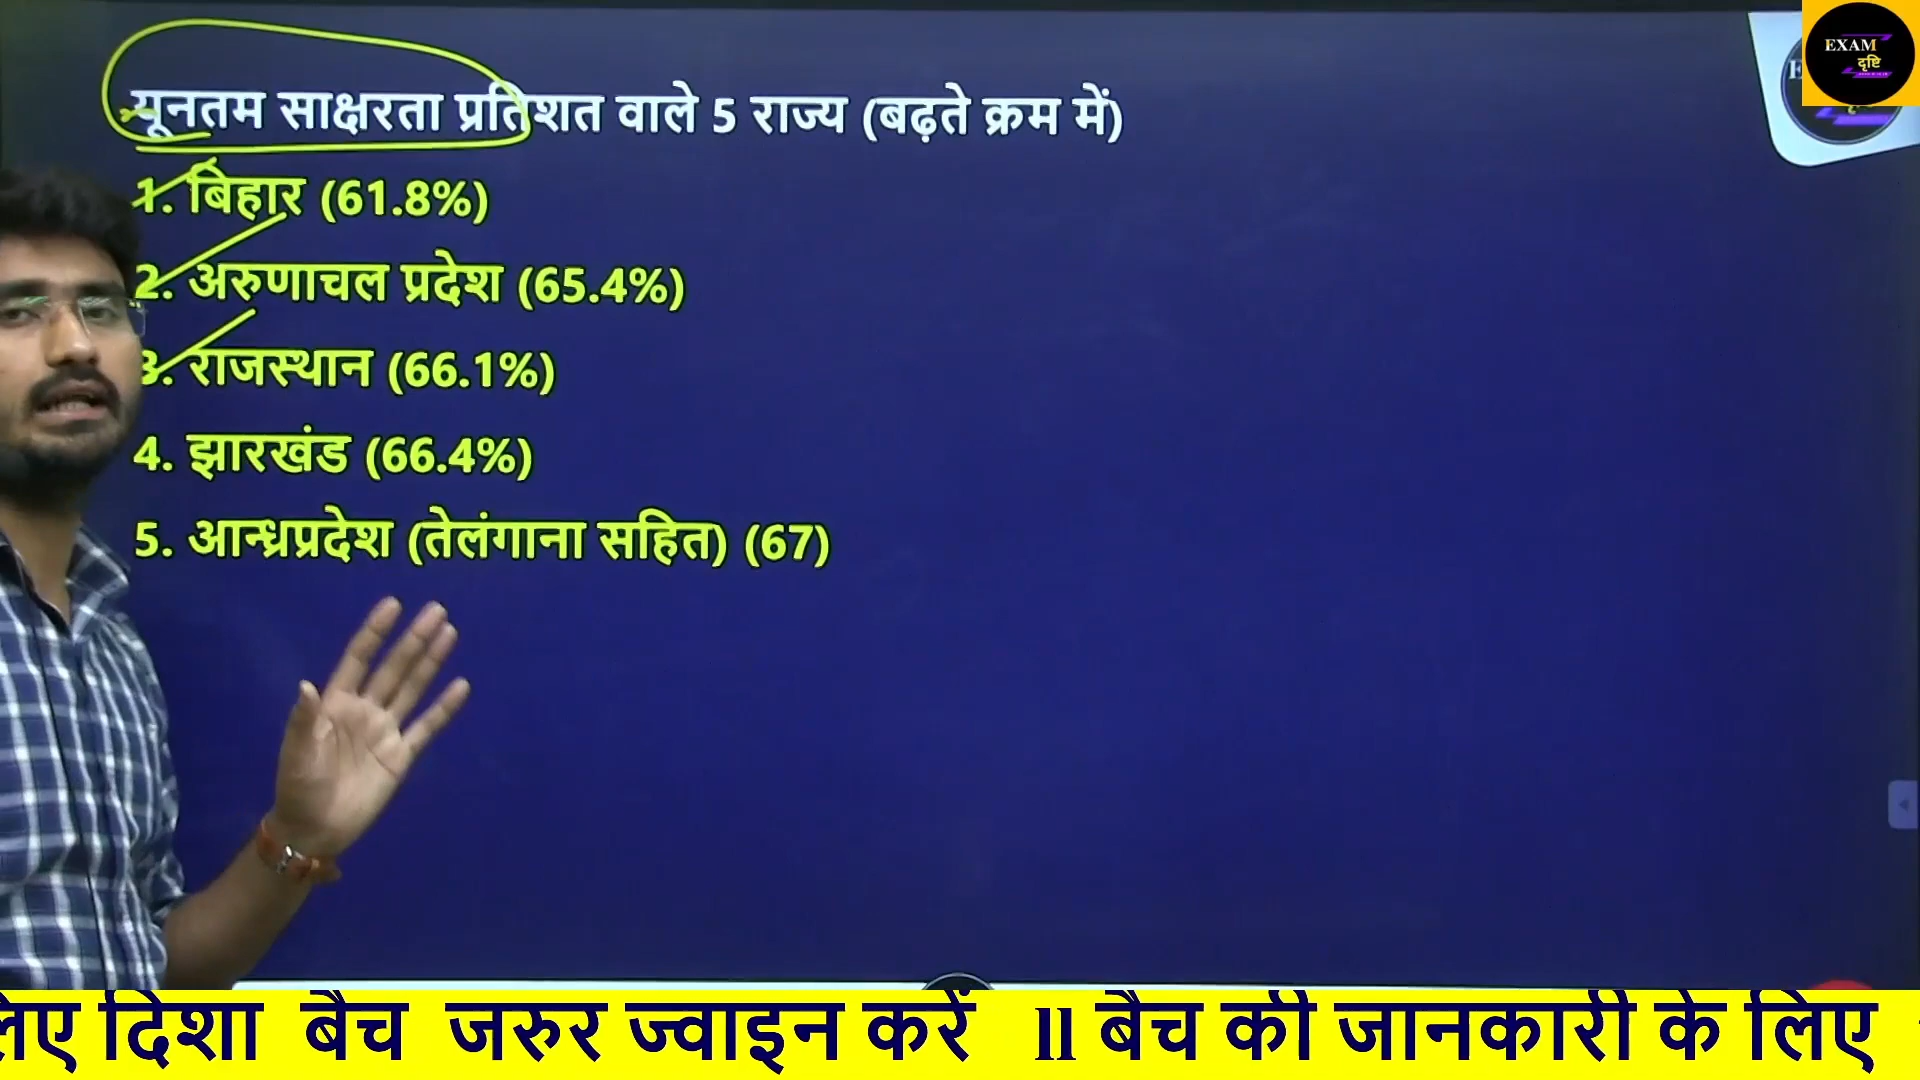 यूनतम साक्षरता प्रतिशत वाले 5 राज्य (बढ़ते क्रम में)
1. बिहार (61.8%)
2. अरुणाचल प्रदेश (65.4%)
3. राजस्थान (66.1%)
4. झारखंड (66.4%)
5. आन्ध्रप्रदेश (तेलंगाना सहित) (67)
EXAM
दृष्टि
लिए दिशा बैच जरुर ज्वाइन करें ll बैच की जानकारी के लिए